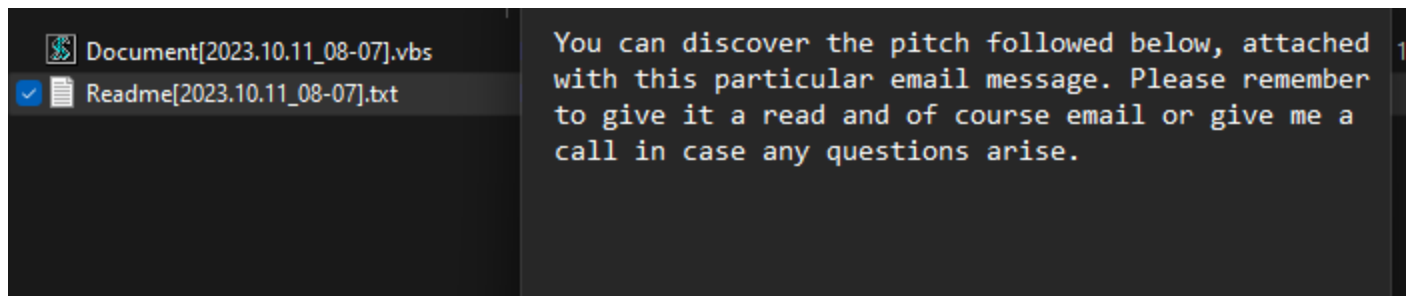 Document[2023.10.11_08-07].vbs
Readme[2023.10.11_08-07].txt
You can discover the pitch followed below, attached
with this particular email message. Please remember
to give it a read and of course email or give me a
call in case any questions arise.
1